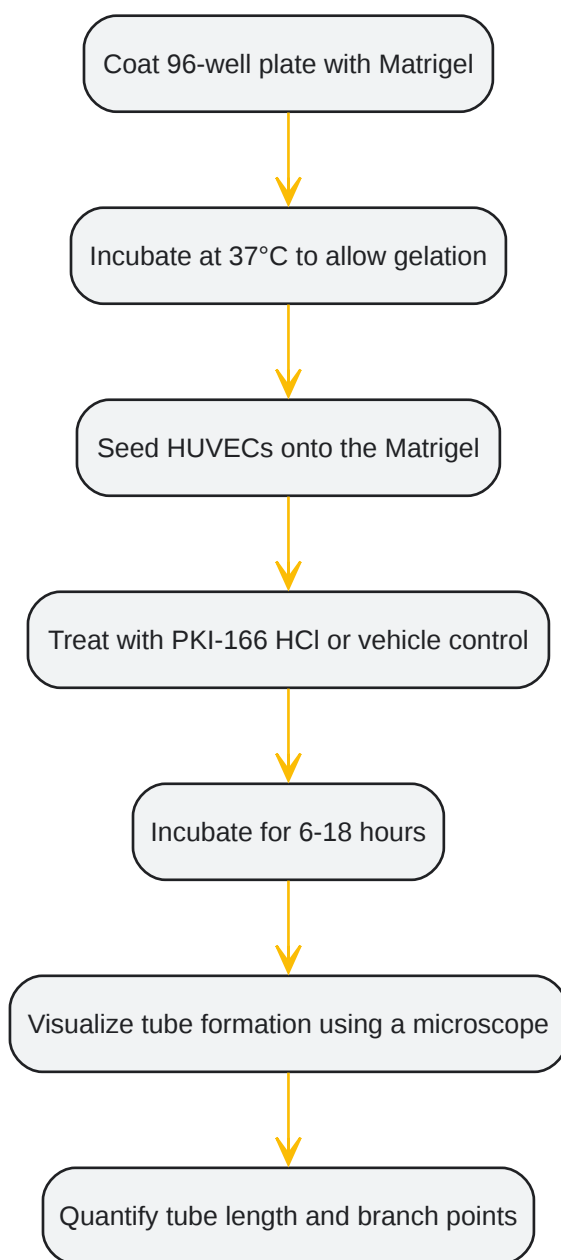 Coat 96-well plate with Matrigel
Incubate at 37°C to allow gelation
Seed HUVECs onto the Matrigel
Treat with PKI-166 HCl or vehicle control
Incubate for 6-18 hours
Visualize tube formation using a microscope
Quantify tube length and branch points